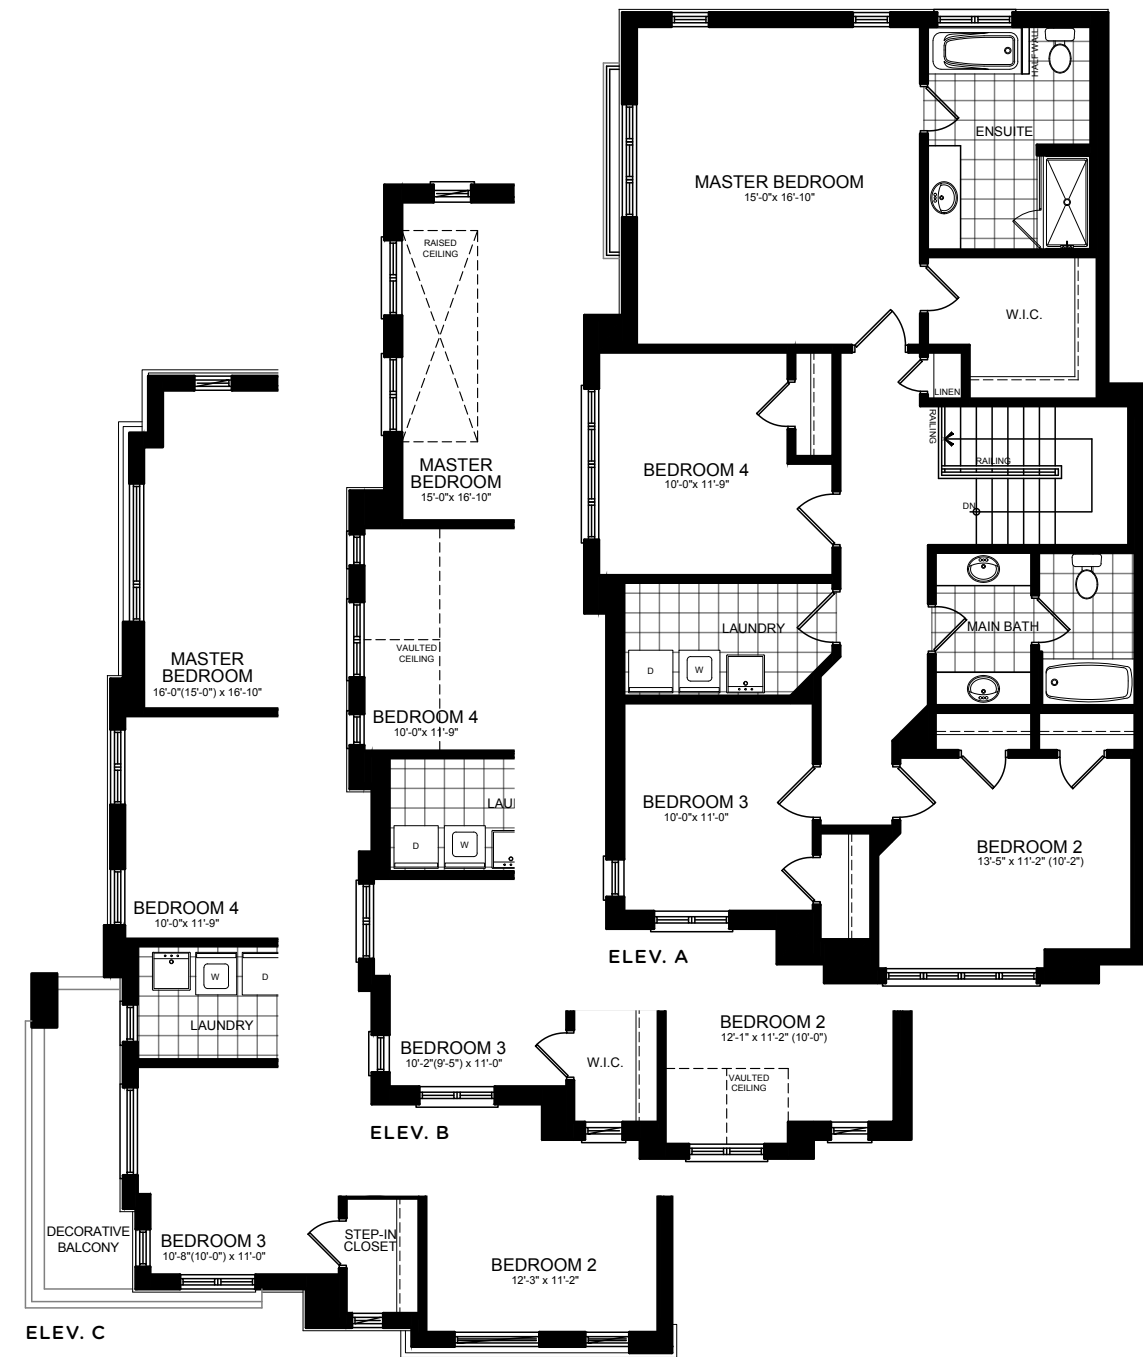 HALF WALL
ENSUITE
MASTER BEDROOM
15'-0"x 16'-10"
W.I.C.
LINEN
RAILING
RAILING
DN
BEDROOM 4
10'-0"x 11'-9"
LAUNDRY
D
W
MAIN BATH
BEDROOM 3
10'-0"x 11'-0"
BEDROOM 2
13'-5" x 11'-2" (10'-2")
ELEV. A
RAISED
CEILING
MASTER
BEDROOM
15'-0"x 16'-10"
VAULTED
CEILING
BEDROOM 4
10'-0"x 11'-9"
LAU
D
W
BEDROOM 3
10'-2"(9'-5") x 11'-0"
W.I.C.
BEDROOM 2
12'-1" x 11'-2" (10'-0")
VAULTED
CEILING
ELEV. B
MASTER
BEDROOM
16'-0"(15'-0") x 16'-10"
BEDROOM 4
10'-0"x 11'-9"
W
D
LAUNDRY
DECORATIVE
BALCONY
BEDROOM 3
10'-8"(10'-0") x 11'-0"
STEP-IN
CLOSET
BEDROOM 2
12'-3" x 11'-2"
ELEV. C